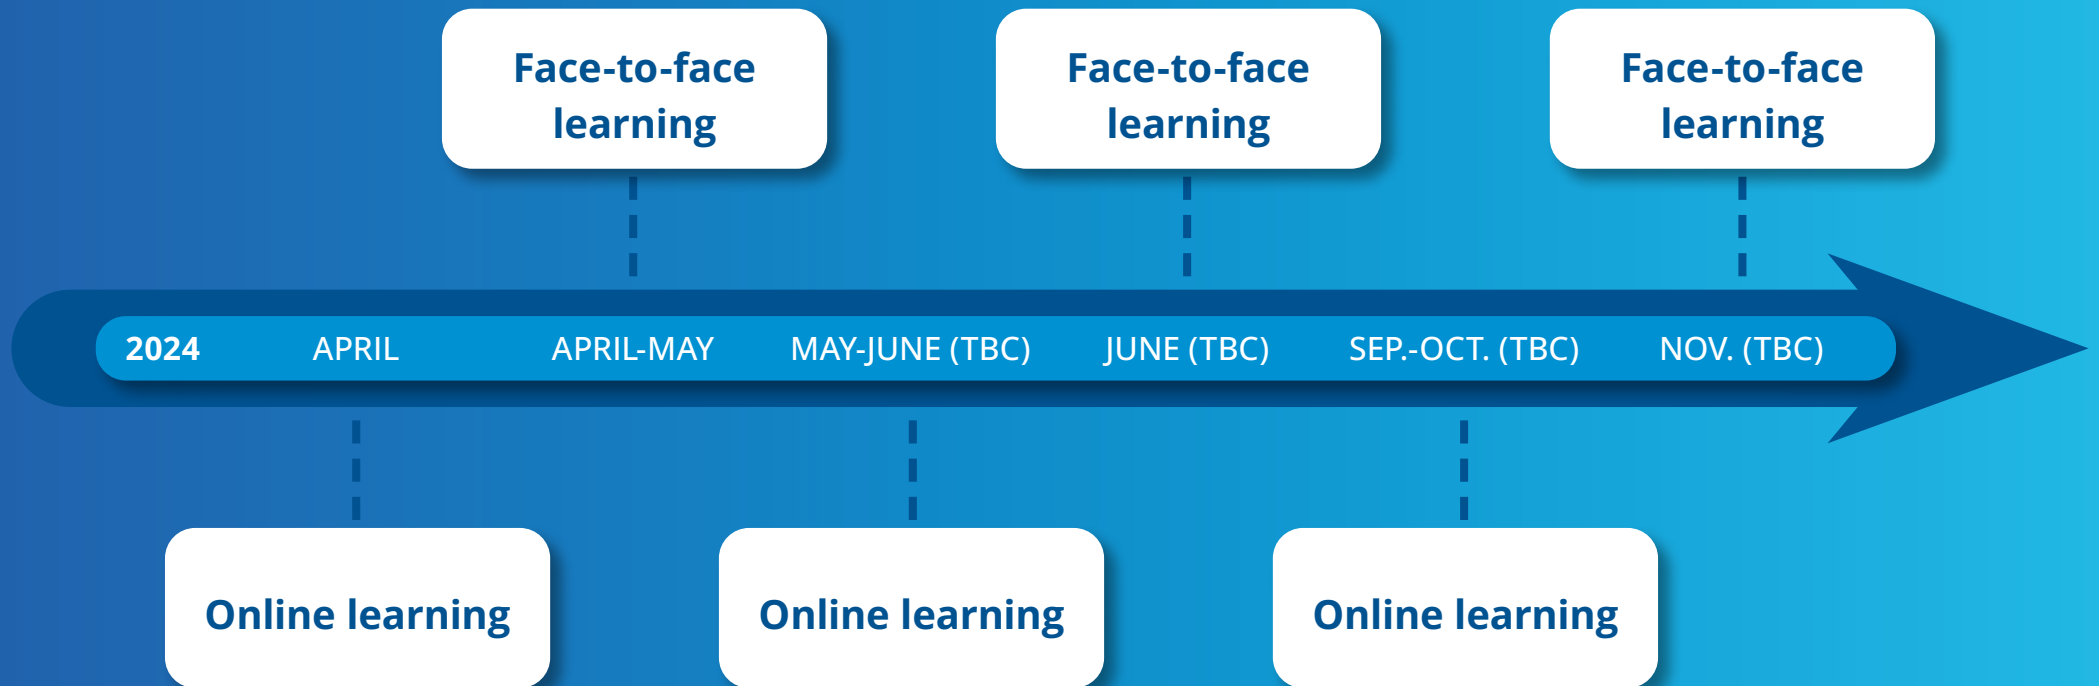 Face-to-face
learning
Face-to-face
learning
Face-to-face
learning
2024 APRIL APRIL-MAY MAY-JUNE (TBC) JUNE (TBC) SEP.-OCT. (TBC) NOV. (TBC)
Online learning
Online learning
Online learning